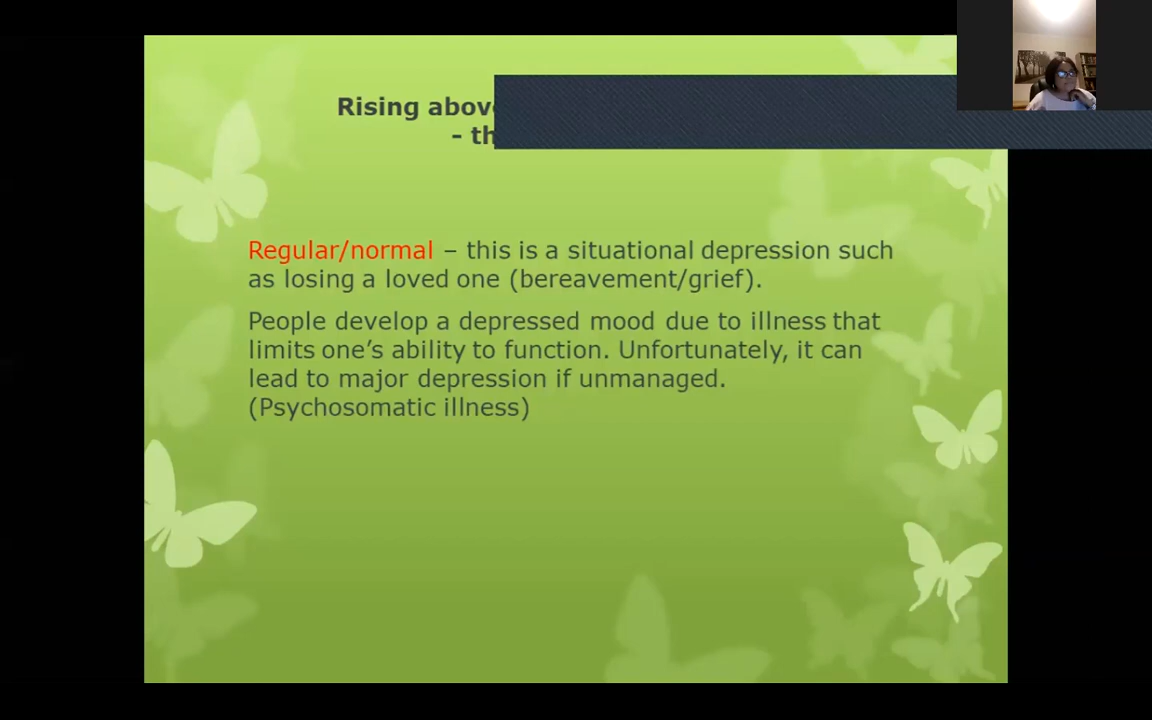 Rising
- 
Regular/normal – this is a situational depression such
as losing a loved one (bereavement/grief).
People develop a depressed mood due to illness that
limits one's ability to function. Unfortunately, it can
lead to major depression if unmanaged.
(Psychosomatic illness)